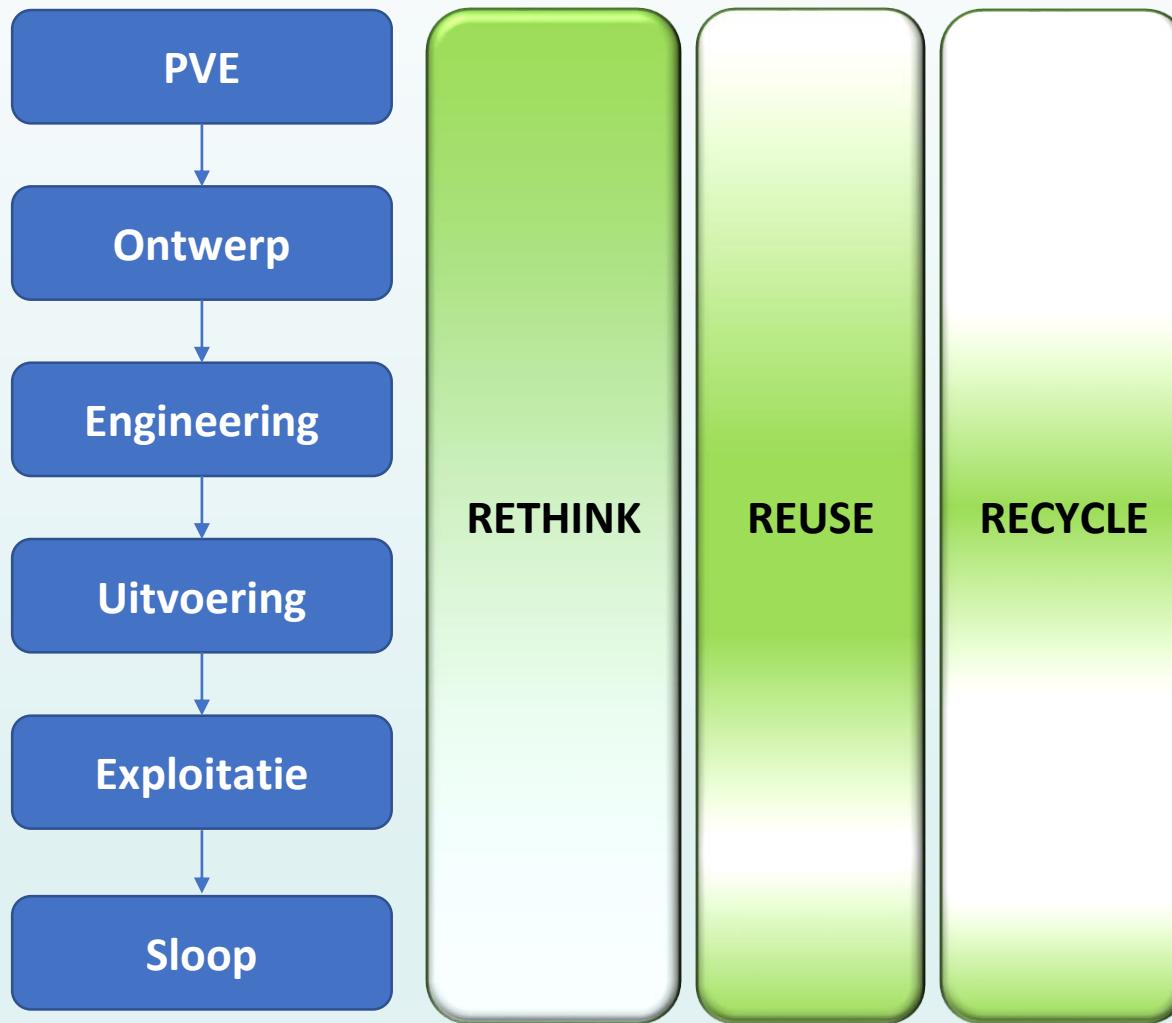 PVE
Ontwerp
Engineering
Uitvoering
Exploitatie
Sloop
RETHINK
REUSE
RECYCLE